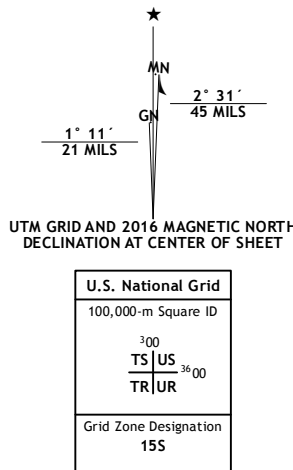 ★
MN
GN
2° 31´
45 MILS
1° 11´
21 MILS
UTM GRID AND 2016 MAGNETIC NORTH
DECLINATION AT CENTER OF SHEET
U.S. National Grid
100,000-m Square ID
³00
TS US
³⁶00
TR UR
Grid Zone Designation
15S